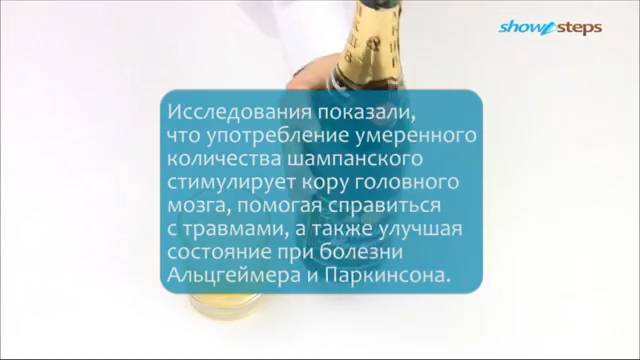 showsteps
Исследования показали,
что употребление умеренного
количества шампанского
стимулирует кору головного
мозга, помогая справиться
с травмами, а также улучшая
состояние при болезни
Альцгеймера и Паркинсона.